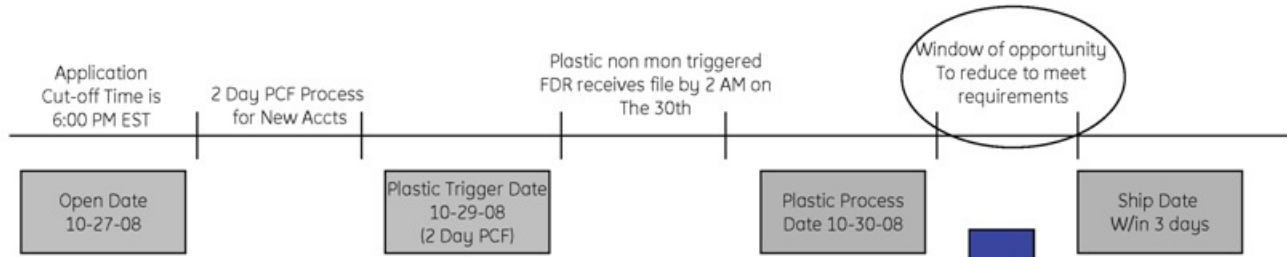 Application
Cut-off Time is
6:00 PM EST
2 Day PCF Process
for New Accts
Plastic non mon triggered
FDR receives file by 2 AM on
The 30th
Window of opportunity
To reduce to meet
requirements
Open Date
10-27-08
Plastic Trigger Date
10-29-08
(2 Day PCF)
Plastic Process
Date 10-30-08
Ship Date
W/in 3 days